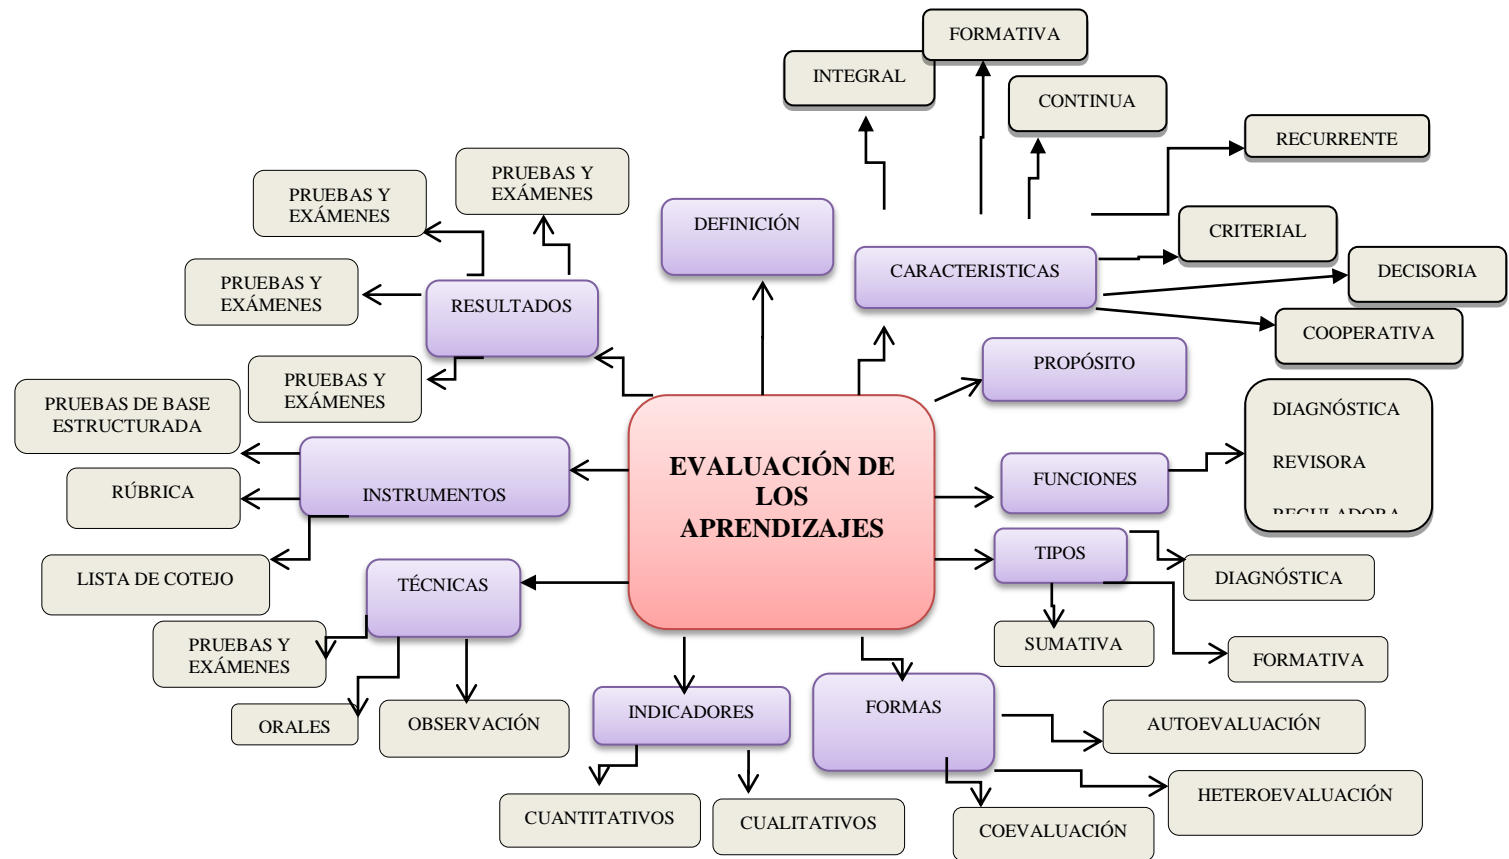 FORMATIVA
INTEGRAL
CONTINUA
RECURRENTE
PRUEBAS Y
EXÁMENES
PRUEBAS Y
EXÁMENES
DEFINICIÓN
CRITERIAL
CARACTERISTICAS
DECISORIA
PRUEBAS Y
EXÁMENES
RESULTADOS
COOPERATIVA
PROPÓSITO
PRUEBAS Y
EXÁMENES
PRUEBAS DE BASE
ESTRUCTURADA
DIAGNÓSTICA
REVISORA
REGULADORA
EVALUACIÓN DE
LOS
APRENDIZAJES
FUNCIONES
INSTRUMENTOS
RÚBRICA
TIPOS
DIAGNÓSTICA
LISTA DE COTEJO
TÉCNICAS
SUMATIVA
FORMATIVA
PRUEBAS Y
EXÁMENES
ORALES
OBSERVACIÓN
INDICADORES
FORMAS
AUTOEVALUACIÓN
HETEROEVALUACIÓN
CUANTITATIVOS
CUALITATIVOS
COEVALUACIÓN